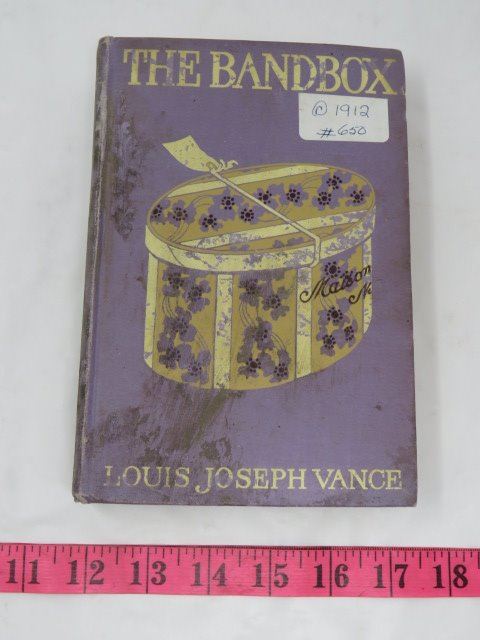 THE BANDBOX
© 1912
#650
Maison
N
LOUIS JOSEPH VANCE
11 12 13 14 15 16 17 18